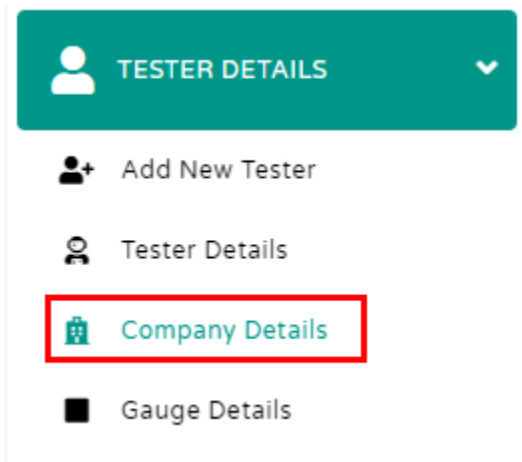 TESTER DETAILS
Add New Tester
Tester Details
Company Details
Gauge Details